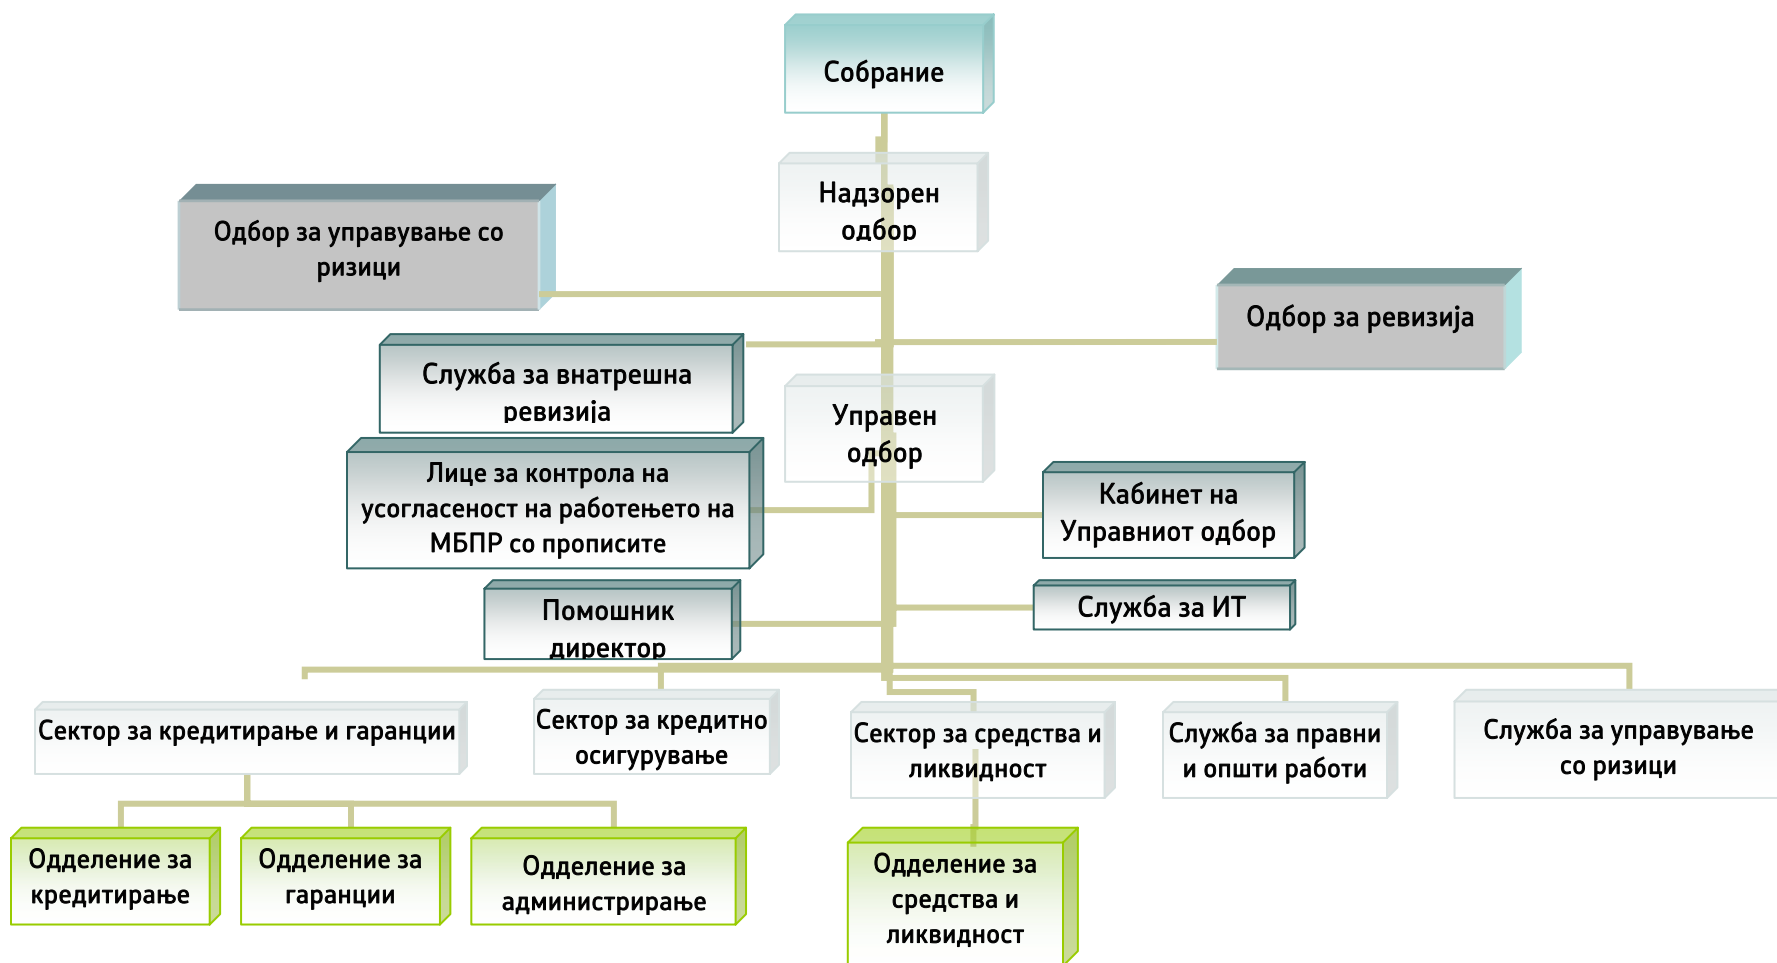 Собрание
Надзорен
одбор
Одбор за управување со
ризици
Одбор за ревизија
Служба за внатрешна
ревизија
Управен
одбор
Лице за контрола на
усогласеност на работењето на
МБПР со прописите
Кабинет на
Управниот одбор
Помошник
директор
Служба за ИТ
Сектор за кредитирање и гаранции
Сектор за кредитно
осигурување
Сектор за средства и
ликвидност
Служба за правни
и општи работи
Служба за управување
со ризици
Одделение за
кредитирање
Одделение за
гаранции
Одделение за
администрирање
Одделение за
средства и
ликвидност